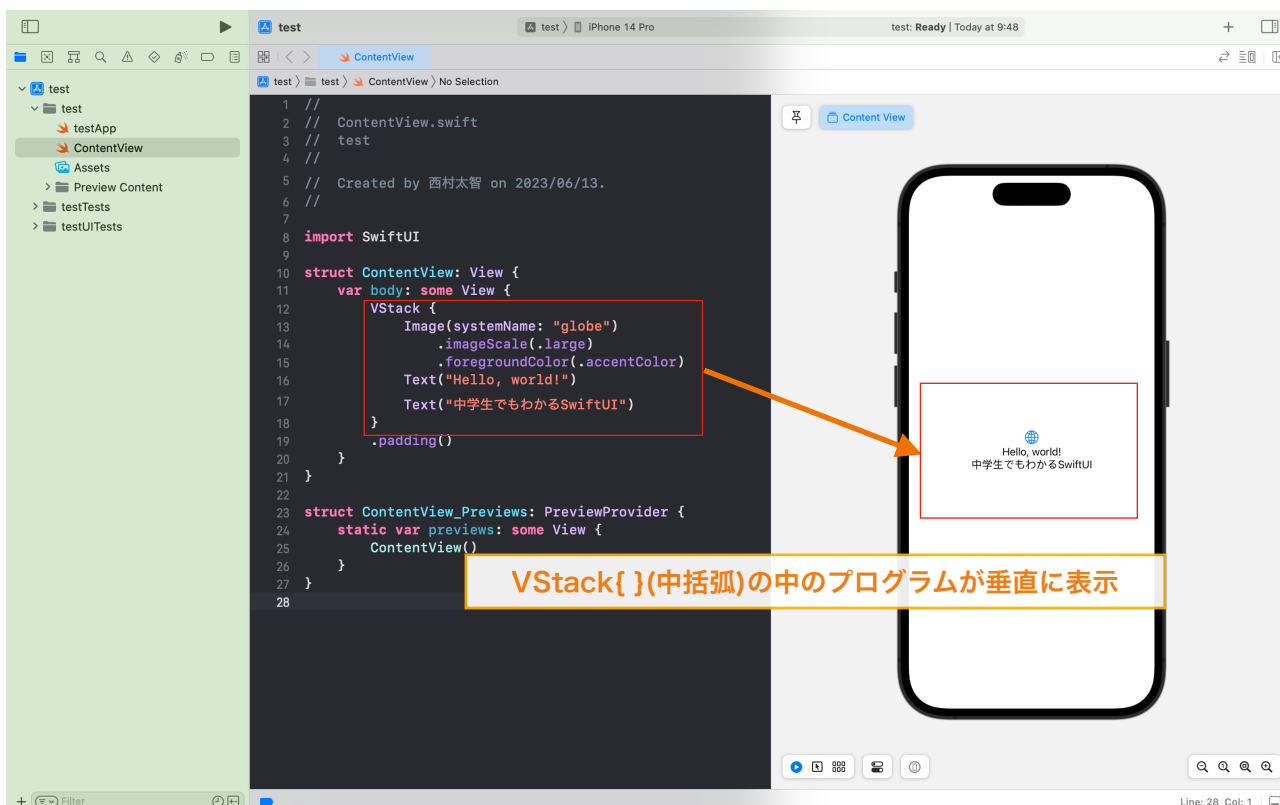 test
test 〉 iPhone 14 Pro
test: Ready | Today at 9:48
ContentView
test 〉 test 〉 ContentView 〉 No Selection
test
test
testApp
ContentView
Assets
Preview Content
testTests
testUITests
Filter
1 //
2 //  ContentView.swift
3 //  test
4 //
5 //  Created by 西村太智 on 2023/06/13.
6 //
7
8 import SwiftUI
9
10 struct ContentView: View {
11     var body: some View {
12         VStack {
13             Image(systemName: "globe")
14                 .imageScale(.large)
15                 .foregroundColor(.accentColor)
16             Text("Hello, world!")
17             Text("中学生でもわかるSwiftUI")
18         }
19         .padding()
20     }
21 }
22
23 struct ContentView_Previews: PreviewProvider {
24     static var previews: some View {
25         ContentView()
26     }
27 }
28
Content View
Hello, world!
中学生でもわかるSwiftUI
VStack{ }(中括弧)の中のプログラムが垂直に表示
Line: 28 Col: 1